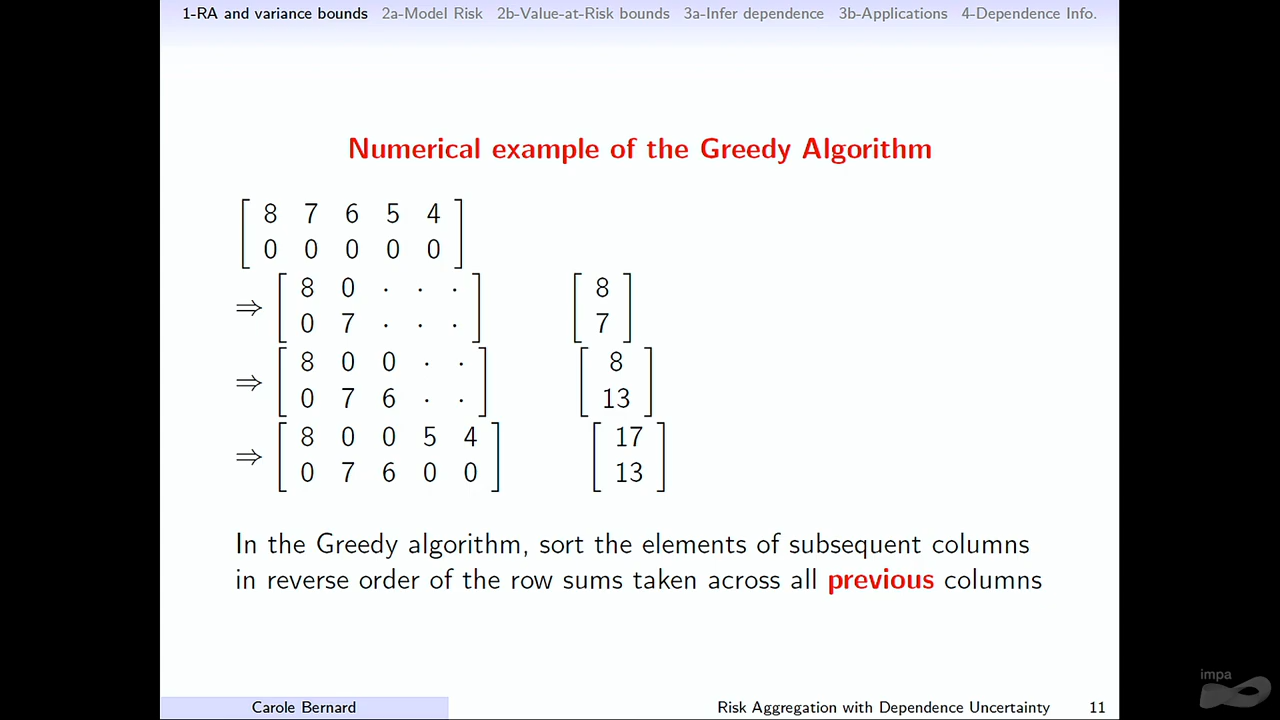 1-RA and variance bounds 2a-Model Risk 2b-Value-at-Risk bounds 3a-Infer dependence 3b-Applications 4-Dependence Info.
Numerical example of the Greedy Algorithm
8 7 6 5 4
0 0 0 0 0
⇒ 8 0 · · · 8
0 7 · · · 7
⇒ 8 0 0 · · 8
0 7 6 · · 13
⇒ 8 0 0 5 4 17
0 7 6 0 0 13
In the Greedy algorithm, sort the elements of subsequent columns
in reverse order of the row sums taken across all previous columns
impa
Carole Bernard Risk Aggregation with Dependence Uncertainty 11